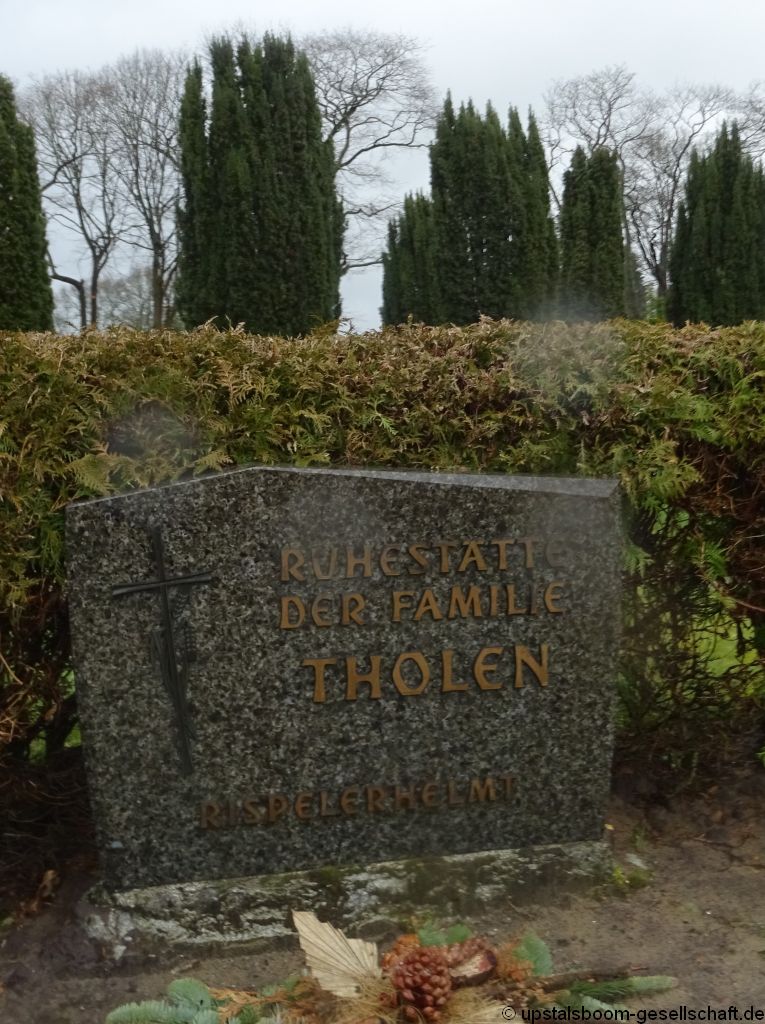 RUHESTÄTTE
DER FAMILIE
THOLEN
RISPELERHELMT
© upstalsboom-gesellschaft.de